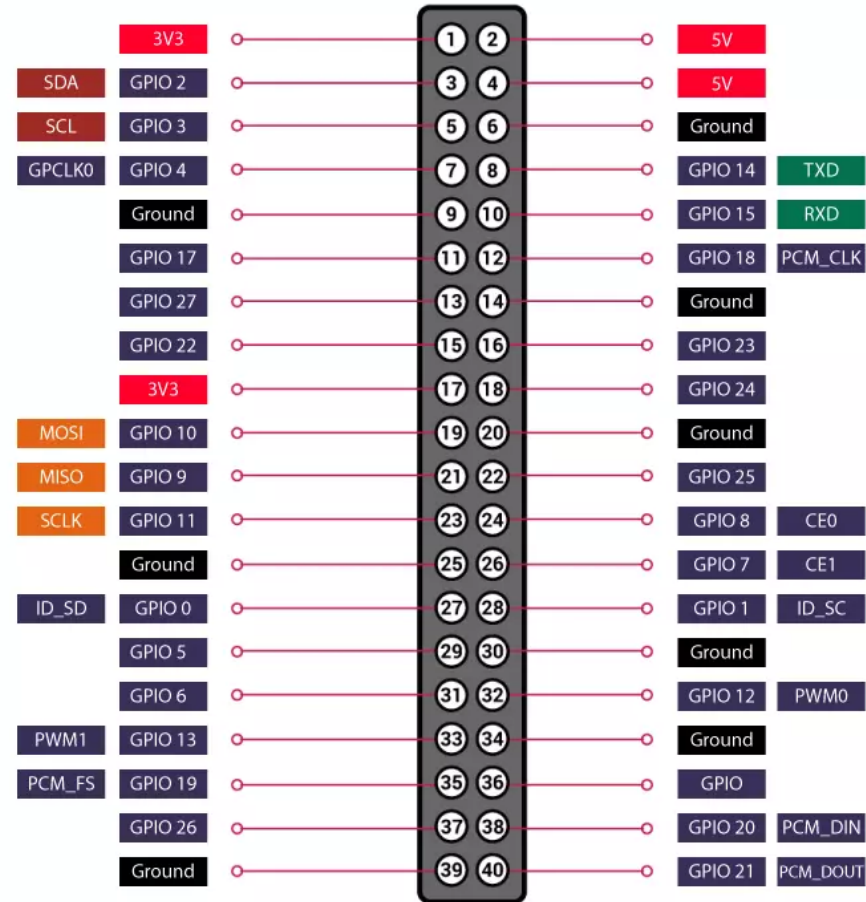 3V3 1 2 5V
SDA GPIO 2 3 4 5V
SCL GPIO 3 5 6 Ground
GPCLK0 GPIO 4 7 8 GPIO 14 TXD
Ground 9 10 GPIO 15 RXD
GPIO 17 11 12 GPIO 18 PCM_CLK
GPIO 27 13 14 Ground
GPIO 22 15 16 GPIO 23
3V3 17 18 GPIO 24
MOSI GPIO 10 19 20 Ground
MISO GPIO 9 21 22 GPIO 25
SCLK GPIO 11 23 24 GPIO 8 CE0
Ground 25 26 GPIO 7 CE1
ID_SD GPIO 0 27 28 GPIO 1 ID_SC
GPIO 5 29 30 Ground
GPIO 6 31 32 GPIO 12 PWM0
PWM1 GPIO 13 33 34 Ground
PCM_FS GPIO 19 35 36 GPIO
GPIO 26 37 38 GPIO 20 PCM_DIN
Ground 39 40 GPIO 21 PCM_DOUT